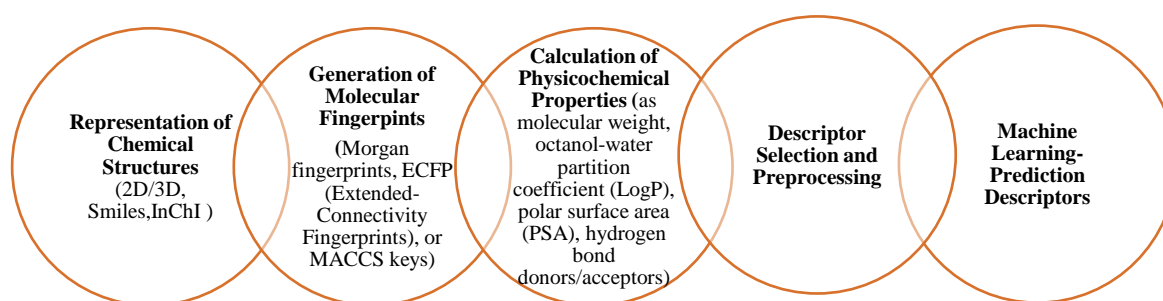 Representation of
Chemical
Structures
(2D/3D,
Smiles,InChI )
Generation of
Molecular
Fingerpints
(Morgan
fingerprints, ECFP
(Extended-
Connectivity
Fingerprints), or
MACCS keys)
Calculation of
Physicochemical
Properties (as
molecular weight,
octanol-water
partition
coefficient (LogP),
polar surface area
(PSA), hydrogen
bond
donors/acceptors)
Descriptor
Selection and
Preprocessing
Machine
Learning-
Prediction
Descriptors